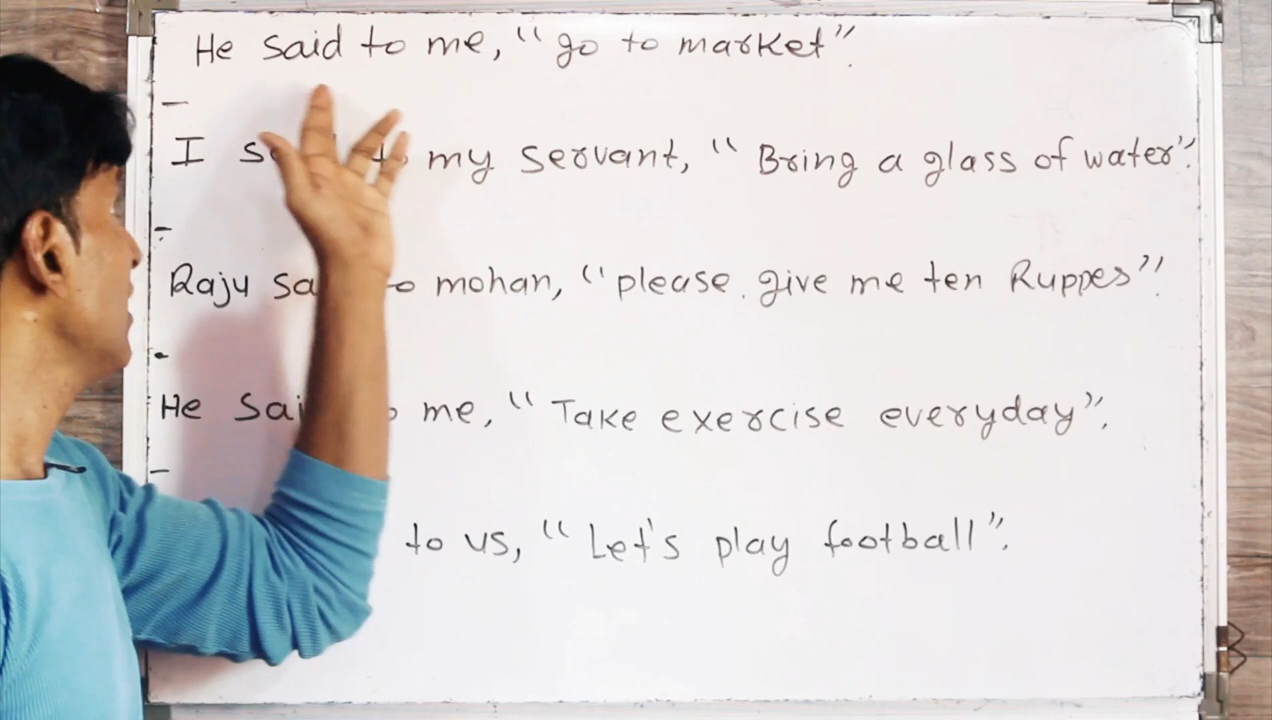 He said to me, "go to market".
I to my servant, "Bring a glass of water".
Raju mohan, "please. give me ten Ruppes".
He me, "Take exercise everyday".
to us, "Let's play football".